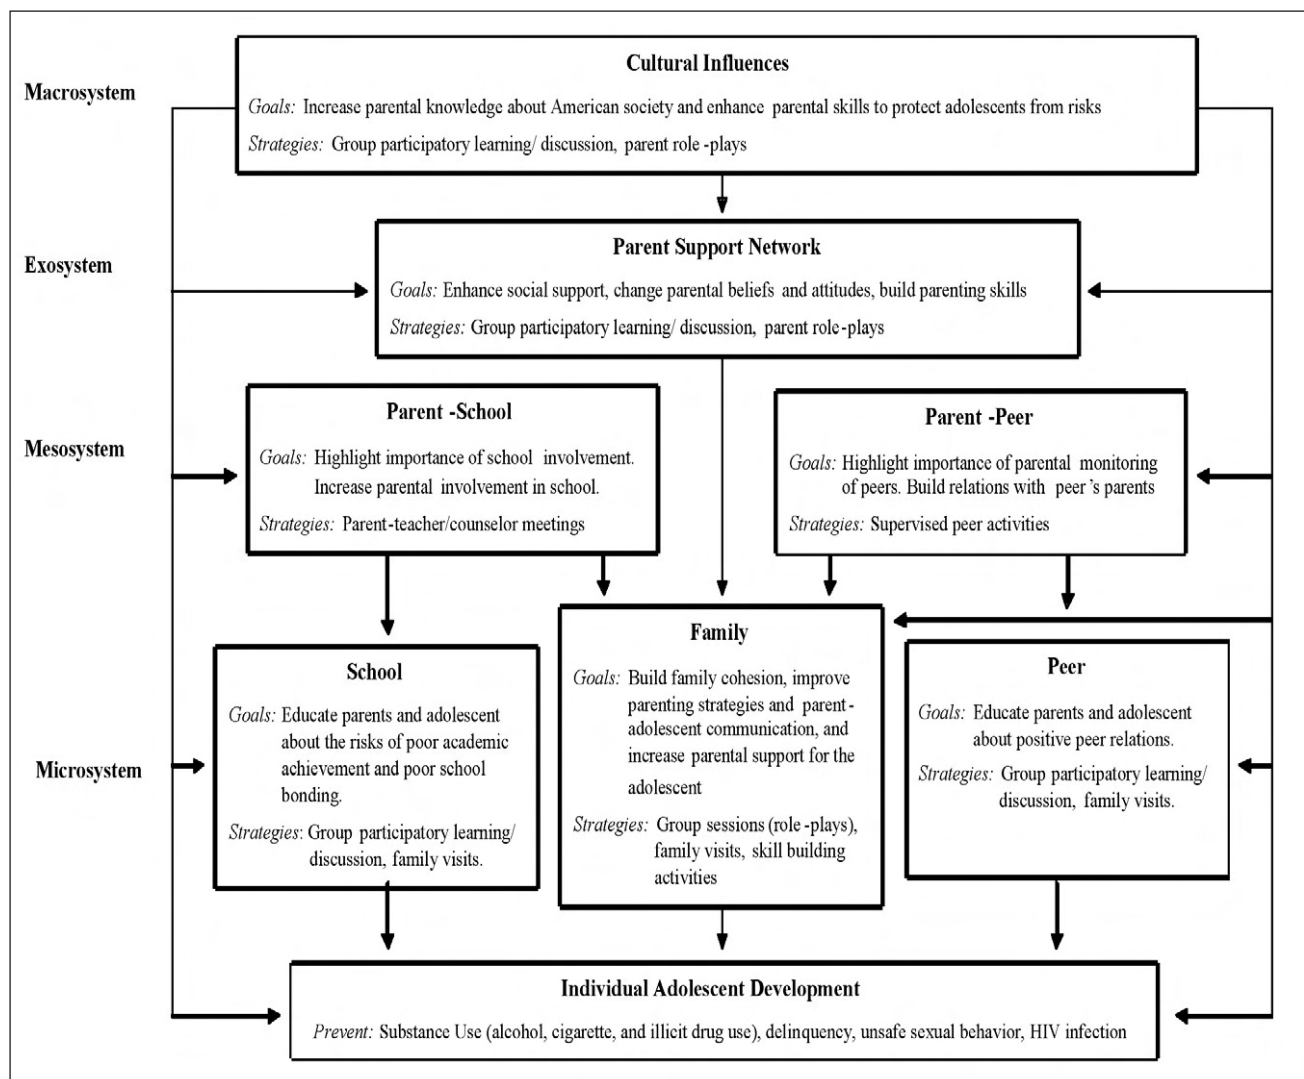 Macrosystem
Cultural Influences
Goals: Increase parental knowledge about American society and enhance parental skills to protect adolescents from risks
Strategies: Group participatory learning/ discussion, parent role -plays
Exosystem
Parent Support Network
Goals: Enhance social support, change parental beliefs and attitudes, build parenting skills
Strategies: Group participatory learning/ discussion, parent role-plays
Mesosystem
Parent -School
Goals: Highlight importance of school involvement.
Increase parental involvement in school.
Strategies: Parent-teacher/counselor meetings
Parent -Peer
Goals: Highlight importance of parental monitoring
of peers. Build relations with peer's parents
Strategies: Supervised peer activities
Microsystem
School
Goals: Educate parents and adolescent
about the risks of poor academic
achievement and poor school
bonding.
Strategies: Group participatory learning/
discussion, family visits.
Family
Goals: Build family cohesion, improve
parenting strategies and parent-
adolescent communication, and
increase parental support for the
adolescent
Strategies: Group sessions (role-plays),
family visits, skill building
activities
Peer
Goals: Educate parents and adolescent
about positive peer relations.
Strategies: Group participatory learning/
discussion, family visits.
Individual Adolescent Development
Prevent: Substance Use (alcohol, cigarette, and illicit drug use), delinquency, unsafe sexual behavior, HIV infection